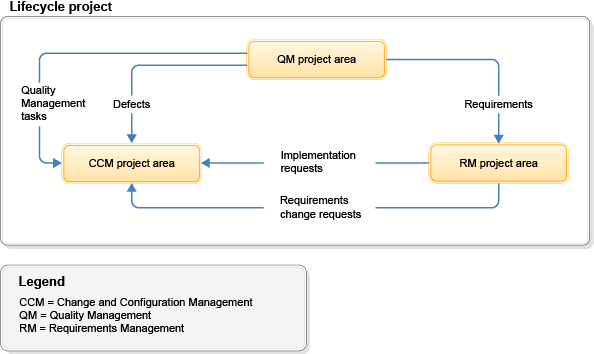 Lifecycle project
QM project area
Quality
Management
tasks
Defects
Requirements
CCM project area
Implementation
requests
RM project area
Requirements
change requests
Legend
CCM = Change and Configuration Management
QM = Quality Management
RM = Requirements Management